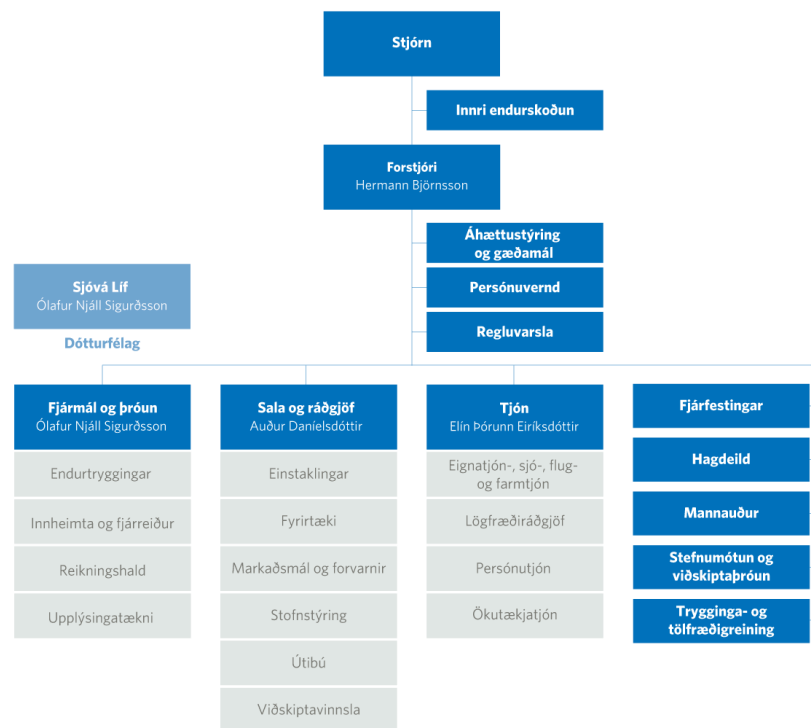 Stjórn
Innri endurskoðun
Forstjóri
Hermann Björnsson
Áhættustýring
og gæðamál
Persónuvernd
Regluvarsla
Sjóvá Líf
Ólafur Njáll Sigurðsson
Dótturfélag
Fjármál og þróun
Ólafur Njáll Sigurðsson
Endurtryggingar
Innheimta og fjárreiður
Reikningshald
Upplýsingatækni
Sala og ráðgjöf
Auður Daníelsdóttir
Einstaklingar
Fyrirtæki
Markaðsmál og forvarnir
Stofnstýring
Útibú
Viðskiptavinnsla
Tjón
Elín Þórunn Eiríksdóttir
Eignatjón-, sjó-, flug-
og farmtjón
Lögfræðiráðgjöf
Persónutjón
Ökutækjatjón
Fjárfestingar
Hagdeild
Mannauður
Stefnumótun og
viðskiptaþróun
Trygginga- og
tölfræðigreining